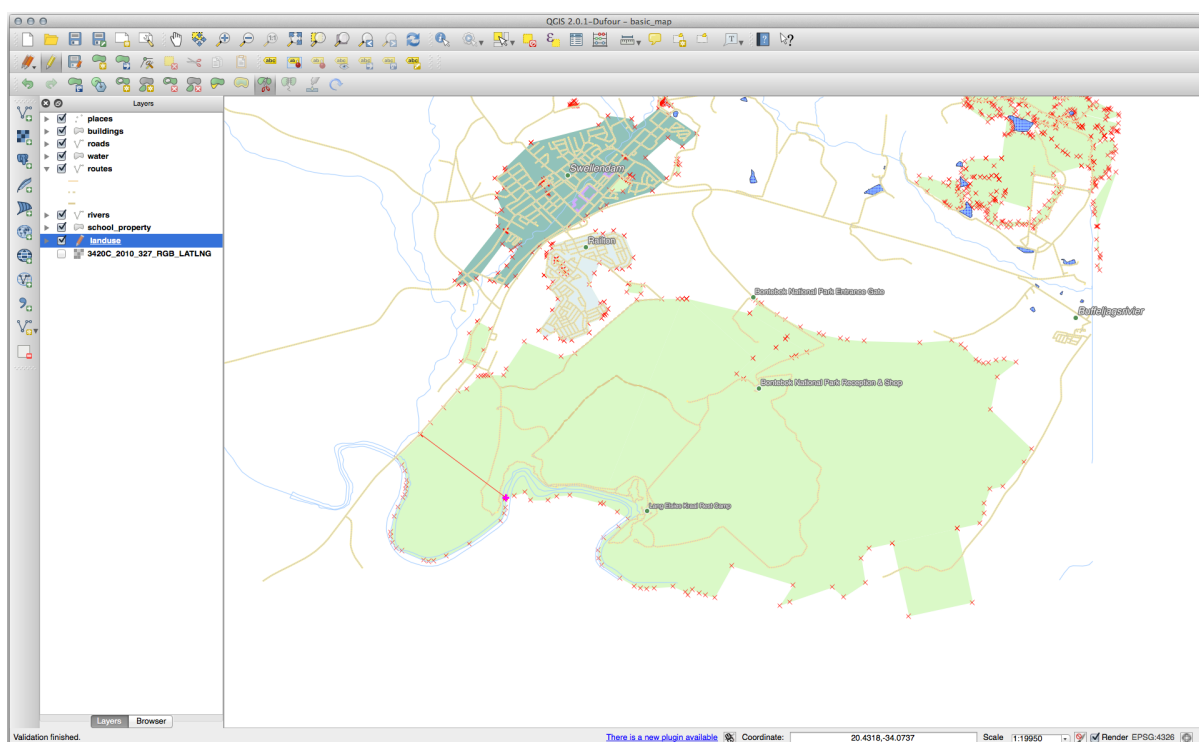 QGIS 2.0.1-Dufour - basic_map
Layers
places
buildings
roads
water
routes
rivers
school_property
landuse
3420C_2010_327_RGB_LATLNG
Swellendam
Railton
Bontebok National Park Entrance Gate
Buffeljagsrivier
Bontebok National Park Reception & Shop
Lang Elsies Kraal Rest Camp
Layers Browser
Validation finished. There is a new plugin available Coordinate: 20.4318,-34.0737 Scale 1:19950 Render EPSG:4326